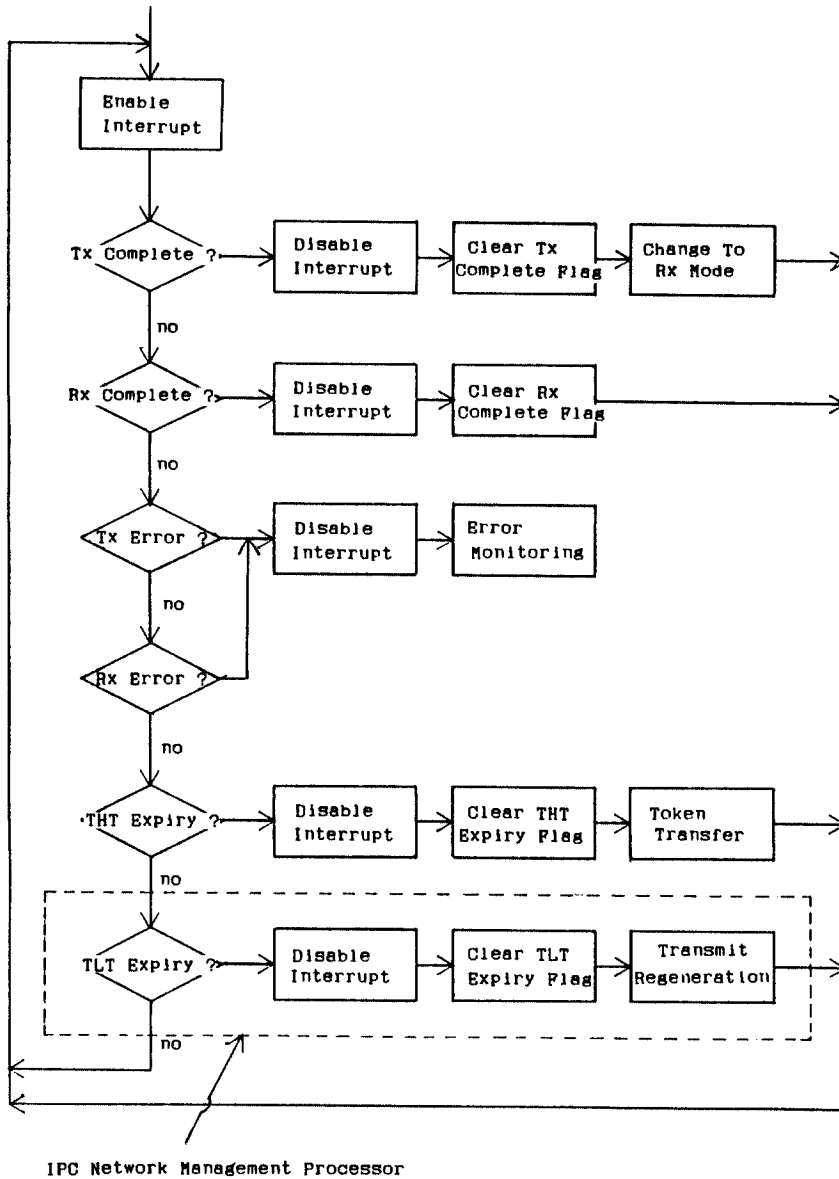 Enable
Interrupt
Tx Complete ?
Disable
Interrupt
Clear Tx
Complete Flag
Change To
Rx Mode
no
Rx Complete ?
Disable
Interrupt
Clear Rx
Complete Flag
no
Tx Error ?
Disable
Interrupt
Error
Monitoring
no
Rx Error ?
no
THT Expiry ?
Disable
Interrupt
Clear THT
Expiry Flag
Token
Transfer
no
TLT Expiry ?
Disable
Interrupt
Clear TLT
Expiry Flag
Transmit
Regeneration
no
IPC Network Management Processor